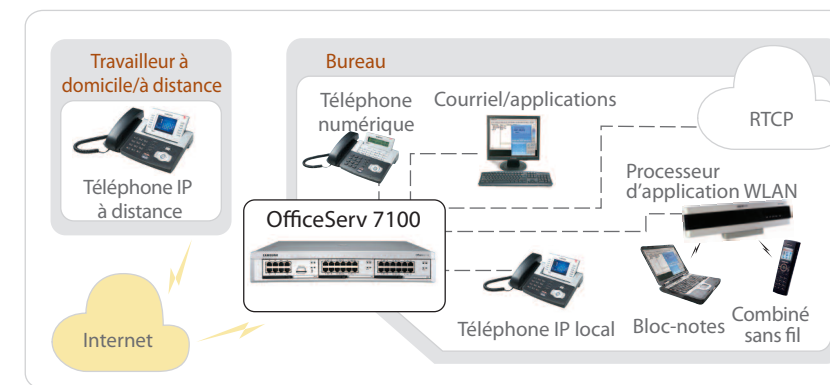 Travailleur à
domicile/à distance
Téléphone IP
à distance
Internet
Bureau
Téléphone
numérique
Courriel/applications
RTCP
Processeur
d’application WLAN
OfficeServ 7100
SAMSUNG
Téléphone IP local
Bloc-notes
Combiné
sans fil